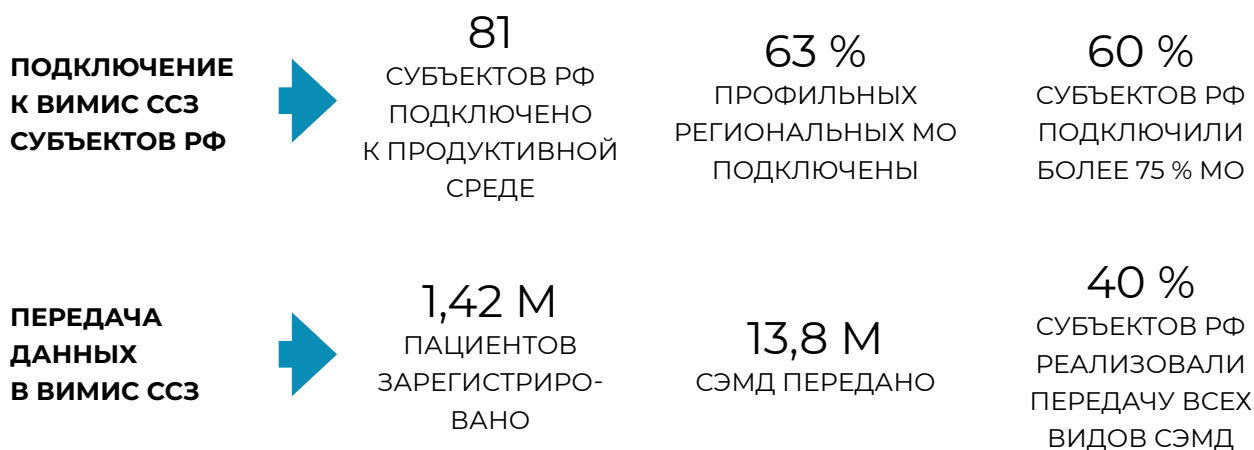 ПОДКЛЮЧЕНИЕ
К ВИМИС ССЗ
СУБЪЕКТОВ РФ
81
СУБЪЕКТОВ РФ
ПОДКЛЮЧЕНО
К ПРОДУКТИВНОЙ
СРЕДЕ
63 %
ПРОФИЛЬНЫХ
РЕГИОНАЛЬНЫХ МО
ПОДКЛЮЧЕНЫ
60 %
СУБЪЕКТОВ РФ
ПОДКЛЮЧИЛИ
БОЛЕЕ 75 % МО
ПЕРЕДАЧА
ДАННЫХ
В ВИМИС ССЗ
1,42 М
ПАЦИЕНТОВ
ЗАРЕГИСТРИРО-
ВАНО
13,8 М
СЭМД ПЕРЕДАНО
40 %
СУБЪЕКТОВ РФ
РЕАЛИЗОВАЛИ
ПЕРЕДАЧУ ВСЕХ
ВИДОВ СЭМД